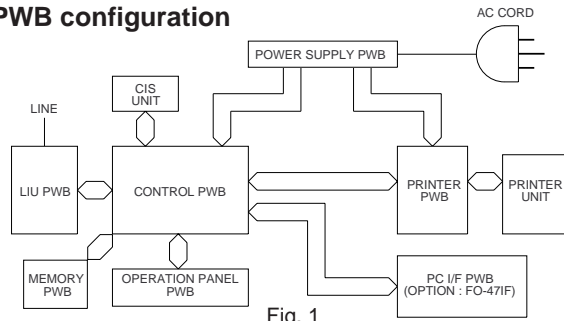 PWB configuration
AC CORD
POWER SUPPLY PWB
CIS
UNIT
LINE
LIU PWB
CONTROL PWB
PRINTER
PWB
PRINTER
UNIT
MEMORY
PWB
OPERATION PANEL
PWB
PC I/F PWB
(OPTION : FO-47IF)
Fig. 1